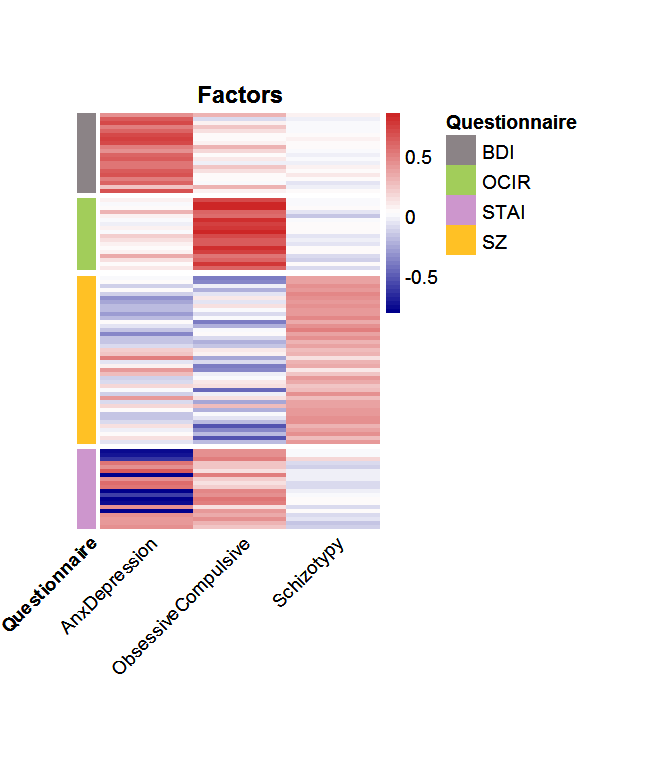 Factors
0.5
0
-0.5
Questionnaire
BDI
OCIR
STAI
SZ
Questionnaire
AnxDepression
ObsessiveCompulsive
Schizotypy